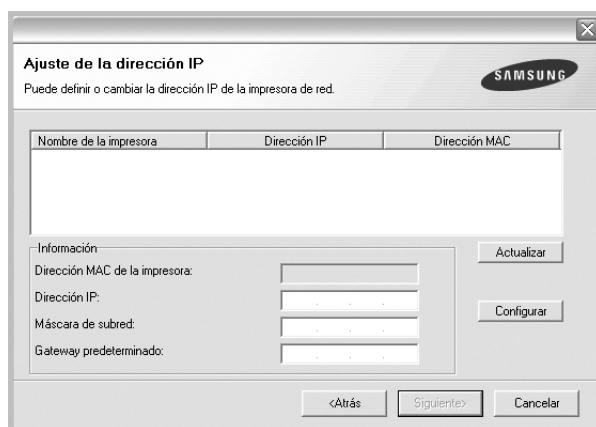 Ajuste de la dirección IP
Puede definir o cambiar la dirección IP de la impresora de red.
SAMSUNG
Nombre de la impresora Dirección IP Dirección MAC
Información
Dirección MAC de la impresora:
Dirección IP:
Máscara de subred:
Gateway predeterminado:
Actualizar
Configurar
<Atrás Siguiente> Cancelar